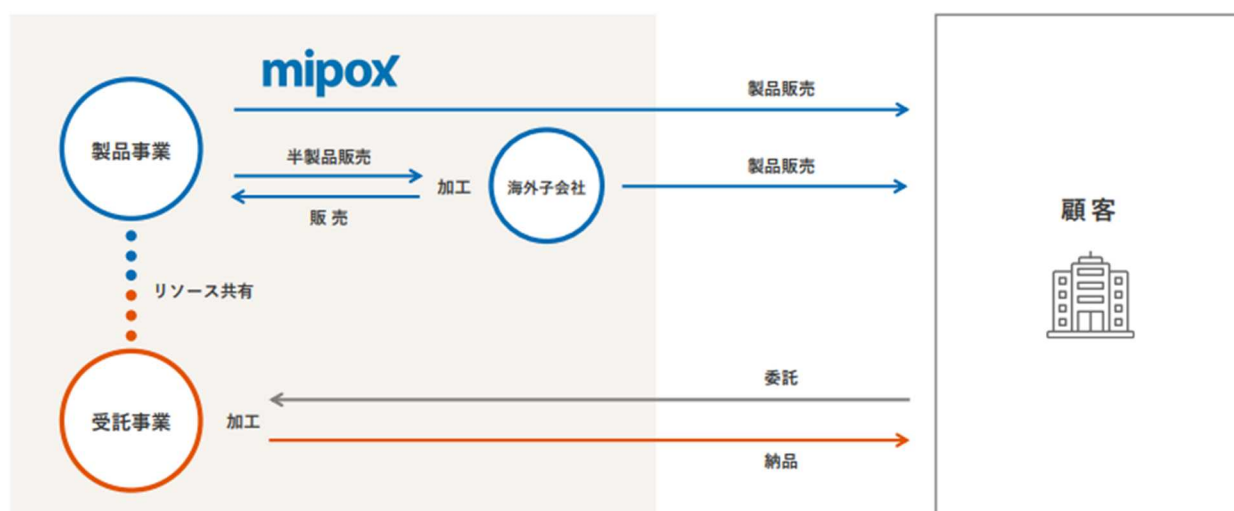 mipox
製品販売
製品事業
半製品販売
製品販売
加工
海外子会社
販 売
顧 客
リソース共有
委託
受託事業
加工
納品